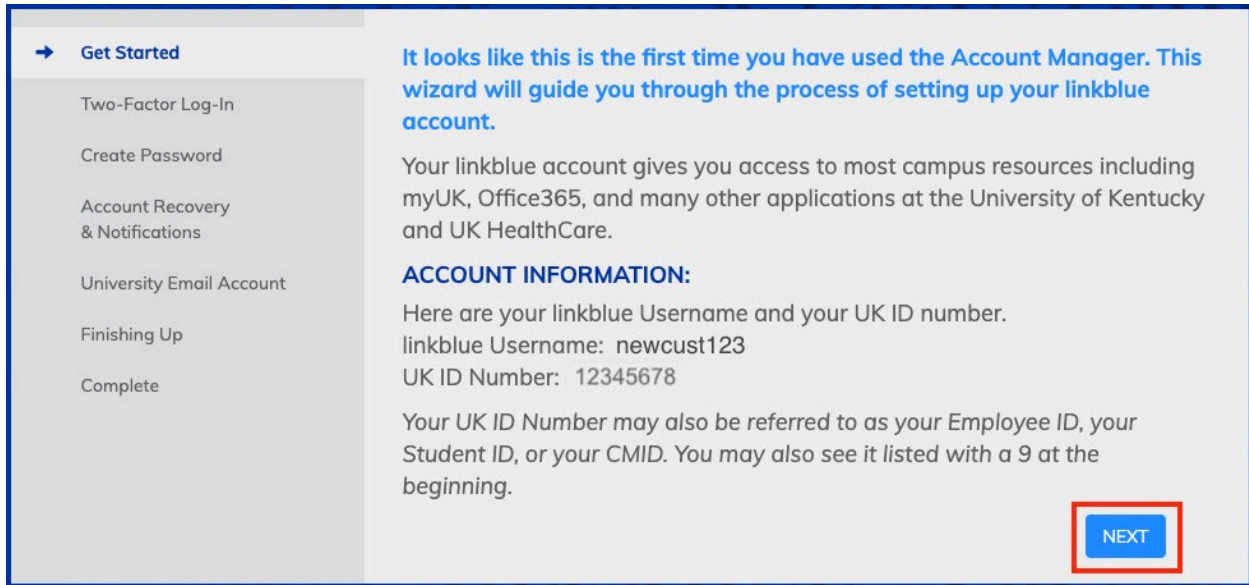 Get Started
Two-Factor Log-In
Create Password
Account Recovery
& Notifications
University Email Account
Finishing Up
Complete
It looks like this is the first time you have used the Account Manager. This
wizard will guide you through the process of setting up your linkblue
account.
Your linkblue account gives you access to most campus resources including
myUK, Office365, and many other applications at the University of Kentucky
and UK HealthCare.
ACCOUNT INFORMATION:
Here are your linkblue Username and your UK ID number.
linkblue Username: newcust123
UK ID Number: 12345678
Your UK ID Number may also be referred to as your Employee ID, your
Student ID, or your CMID. You may also see it listed with a 9 at the
beginning.
NEXT